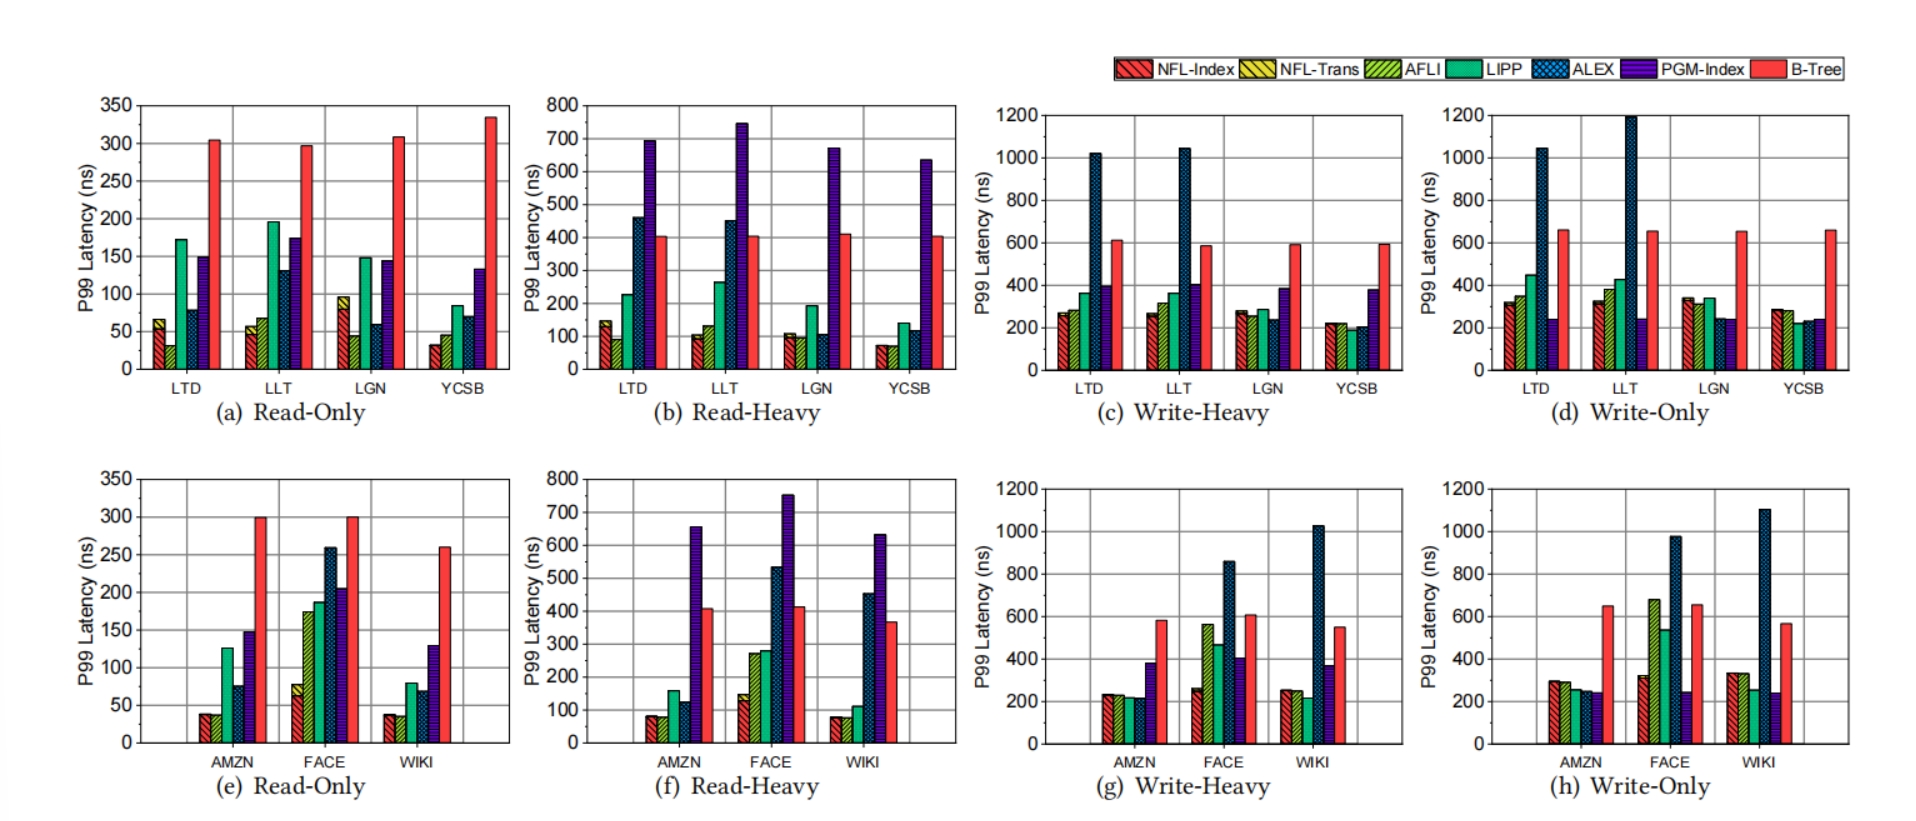 NFL-Index NFL-Trans AFLI LIPP ALEX PGM-Index B-Tree
P99 Latency (ns)
350
300
250
200
150
100
50
0
LTD LLT LGN YCSB
(a) Read-Only
P99 Latency (ns)
800
700
600
500
400
300
200
100
0
LTD LLT LGN YCSB
(b) Read-Heavy
P99 Latency (ns)
1200
1000
800
600
400
200
0
LTD LLT LGN YCSB
(c) Write-Heavy
P99 Latency (ns)
1200
1000
800
600
400
200
0
LTD LLT LGN YCSB
(d) Write-Only
P99 Latency (ns)
350
300
250
200
150
100
50
0
AMZN FACE WIKI
(e) Read-Only
P99 Latency (ns)
800
700
600
500
400
300
200
100
0
AMZN FACE WIKI
(f) Read-Heavy
P99 Latency (ns)
1200
1000
800
600
400
200
0
AMZN FACE WIKI
(g) Write-Heavy
P99 Latency (ns)
1200
1000
800
600
400
200
0
AMZN FACE WIKI
(h) Write-Only